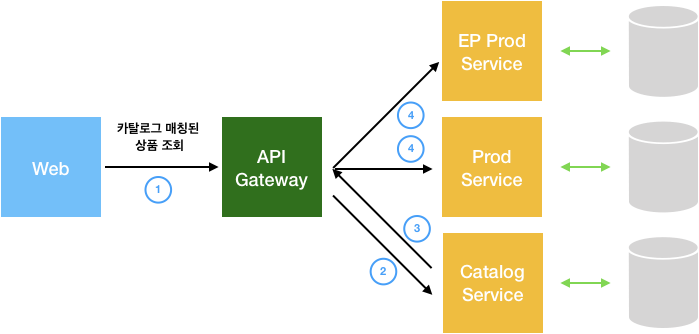 Web
카탈로그 매칭된
상품 조회
1
API
Gateway
EP Prod
Service
4
4
Prod
Service
3
2
Catalog
Service